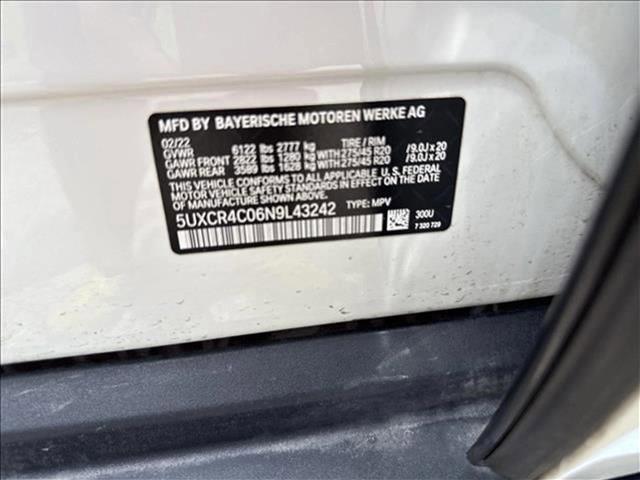 MFD BY BAYERISCHE MOTOREN WERKE AG
02/22 TIRE / RIM
GVWR 6122 lbs 2777 kg
GAWR FRONT 2822 lbs 1280 kg WITH 275/45 R20 /9.0J x 20
GAWR REAR 3589 lbs 1628 kg WITH 275/45 R20 /9.0J x 20
THIS VEHICLE CONFORMS TO ALL APPLICABLE U. S. FEDERAL
MOTOR VEHICLE SAFETY STANDARDS IN EFFECT ON THE DATE
OF MANUFACTURE SHOWN ABOVE.
5UXCR4C06N9L43242 TYPE: MPV
300U
7 320 729